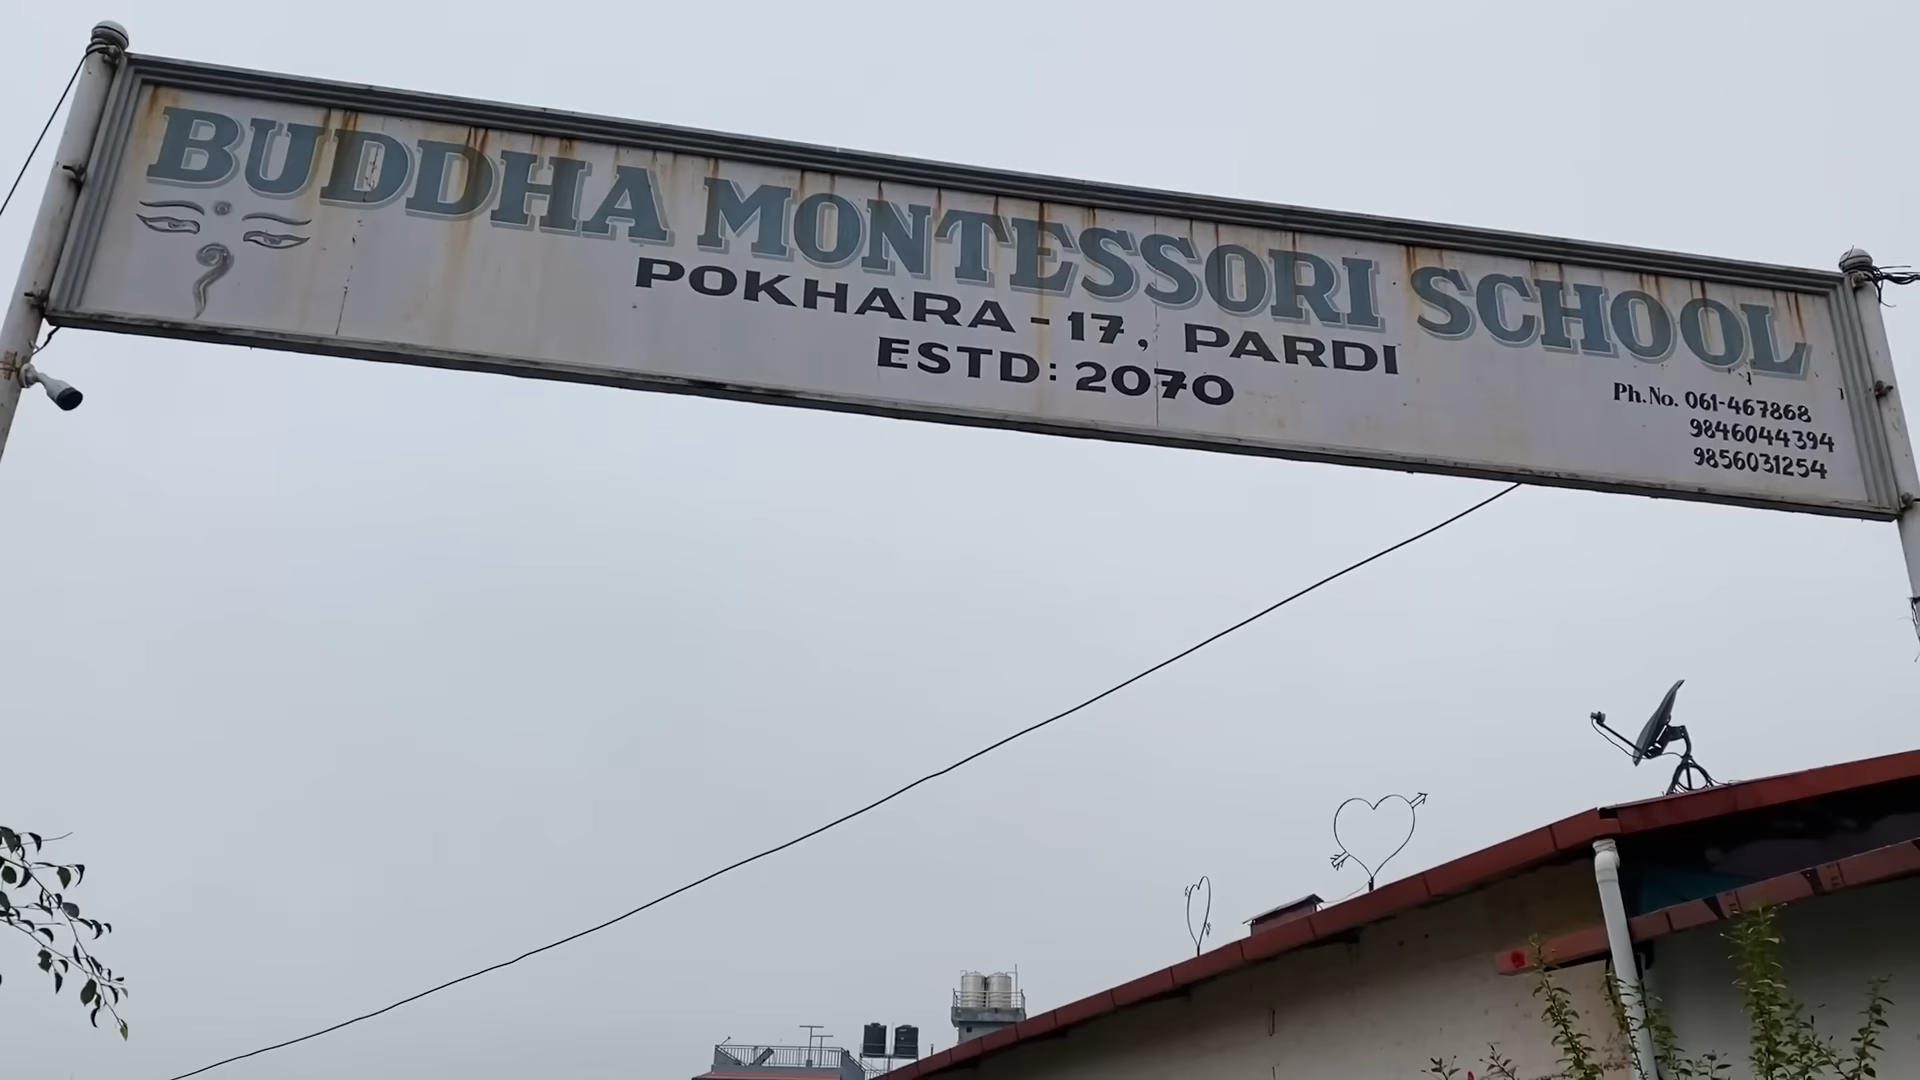 BUDDHA MONTESSORI SCHOOL
POKHARA - 17, PARDI
ESTD: 2070
Ph.No. 061-467868
9846044394
9856031254